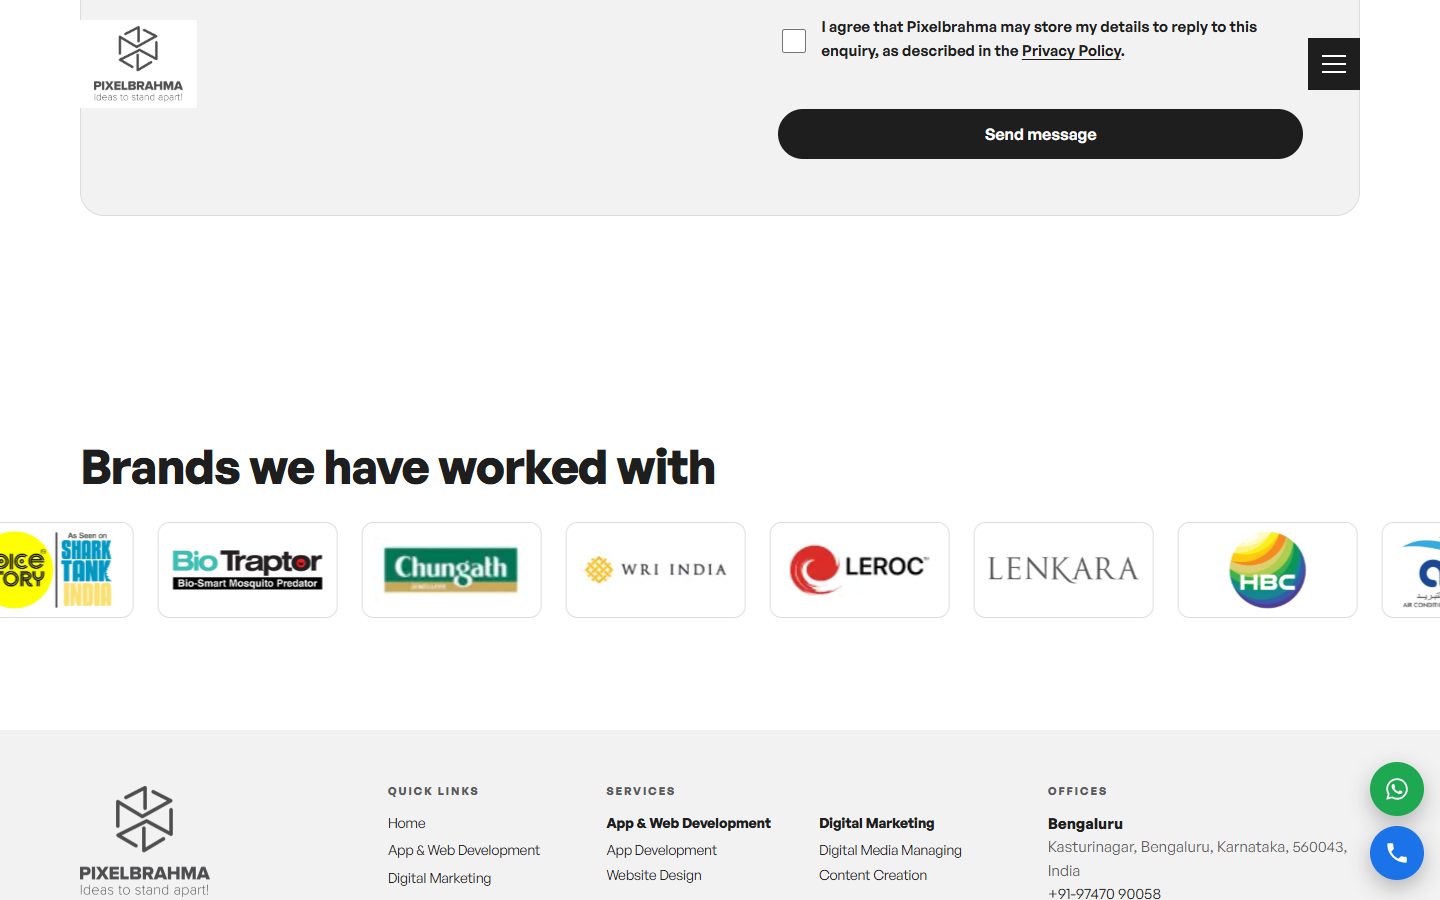 I agree that Pixelbrahma may store my details to reply to this
enquiry, as described in the Privacy Policy.
PIXELBRAHMA
Ideas to stand apart!
Send message
Brands we have worked with
As Seen on
SHARK
TANK
INDIA
Bio Traptor
Bio-Smart Mosquito Predator
Chungath
JEWELLERS
WRI INDIA
LEROC™
LENKARA
HBC
PIXELBRAHMA
Ideas to stand apart!
QUICK LINKS
Home
App & Web Development
Digital Marketing
SERVICES
App & Web Development
App Development
Website Design
Digital Marketing
Digital Media Managing
Content Creation
OFFICES
Bengaluru
Kasturinagar, Bengaluru, Karnataka, 560043,
India
+91-97470 90058